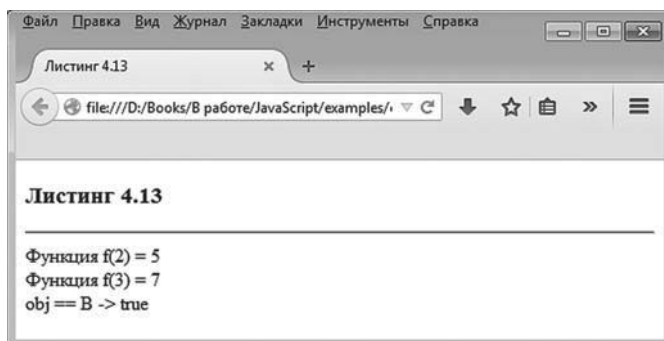 Файл Правка Вид Журнал Закладки Инструменты Справка
Листинг 4.13
file:///D:/Books/В работе/JavaScript/examples/
Листинг 4.13
Функция f(2) = 5
Функция f(3) = 7
obj == B -> true